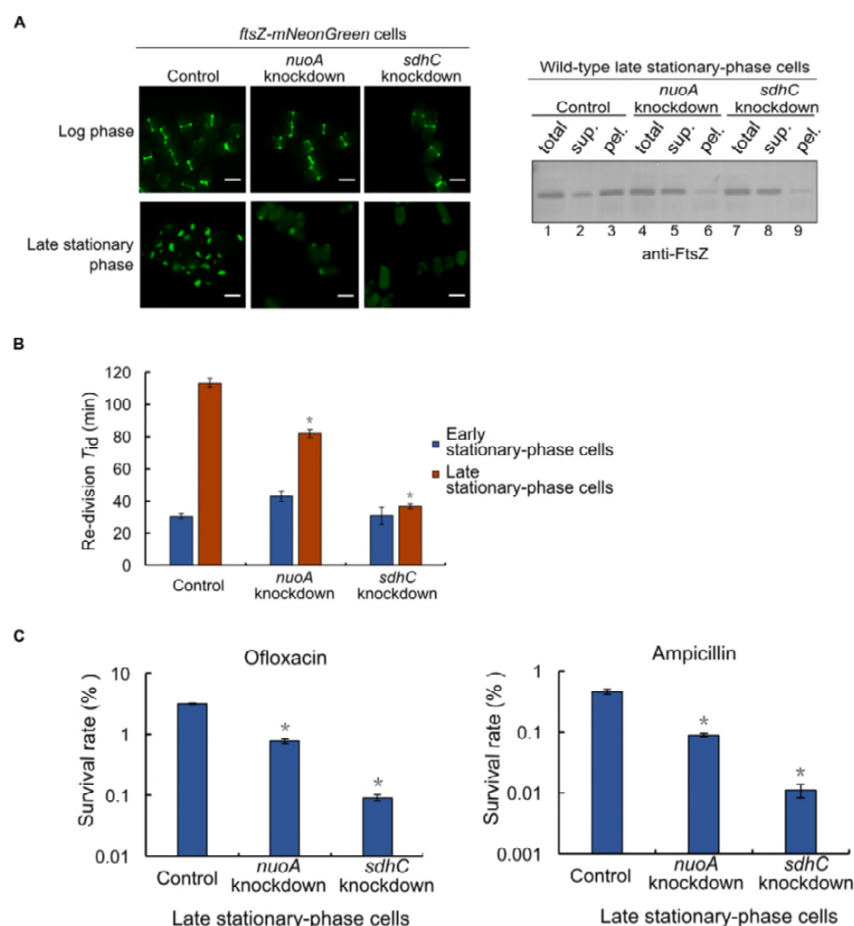 A
ftsZ-mNeonGreen cells
Control
nuoA
knockdown
sdhC
knockdown
Log phase
Late stationary
phase
Wild-type late stationary-phase cells
Control
nuoA
knockdown
sdhC
knockdown
total sup. pel. total sup. pel. total sup. pel.
1 2 3 4 5 6 7 8 9
anti-FtsZ
B
Re-division Tid (min)
120
100
80
60
40
20
0
*
*
Control
nuoA
knockdown
sdhC
knockdown
Early
stationary-phase cells
Late
stationary-phase cells
C
Ofloxacin
Survival rate (%)
10
1
0.1
0.01
*
*
Control
nuoA
knockdown
sdhC
knockdown
Late stationary-phase cells
Ampicillin
Survival rate (%)
1
0.1
0.01
0.001
*
*
Control
nuoA
knockdown
sdhC
knockdown
Late stationary-phase cells